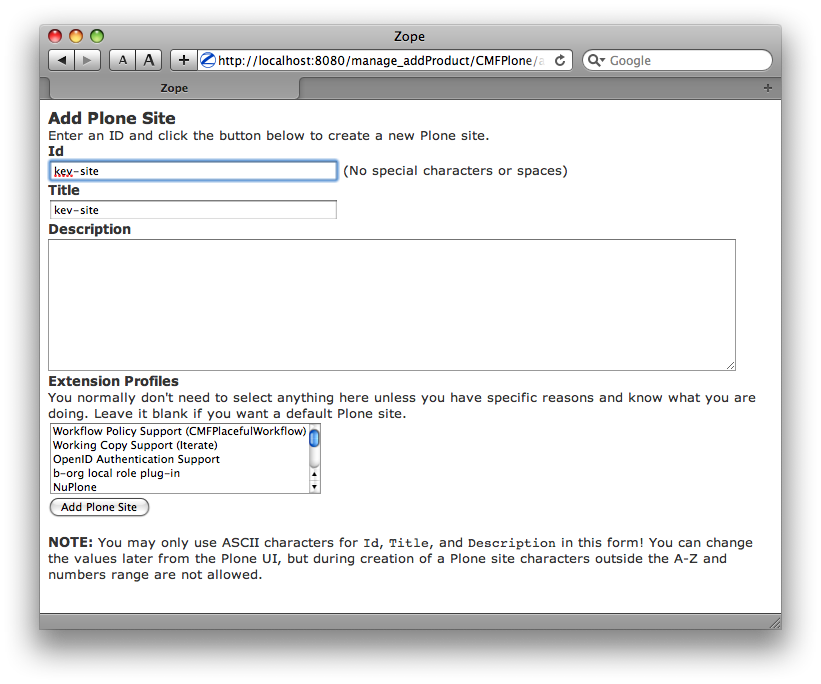 Zope
A A + http://localhost:8080/manage_addProduct/CMFPlone/a Google
Zope +
Add Plone Site
Enter an ID and click the button below to create a new Plone site.
Id
kev-site (No special characters or spaces)
Title
kev-site
Description
Extension Profiles
You normally don't need to select anything here unless you have specific reasons and know what you are
doing. Leave it blank if you want a default Plone site.
Workflow Policy Support (CMFPlacefulWorkflow)
Working Copy Support (Iterate)
OpenID Authentication Support
b-org local role plug-in
NuPlone
Add Plone Site
NOTE: You may only use ASCII characters for Id, Title, and Description in this form! You can change
the values later from the Plone UI, but during creation of a Plone site characters outside the A-Z and
numbers range are not allowed.